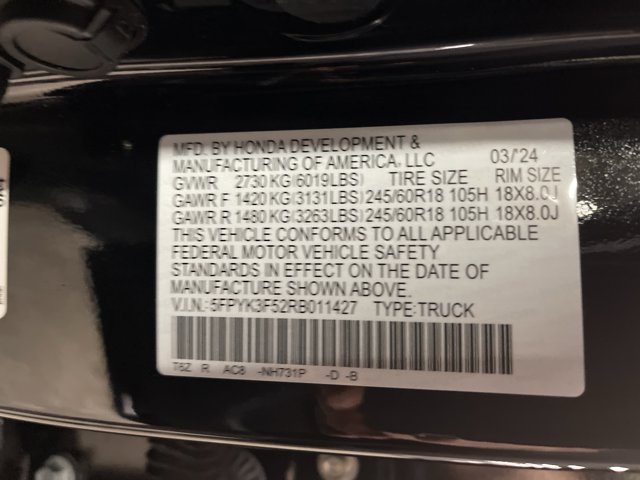 MFD. BY HONDA DEVELOPMENT &
MANUFACTURING OF AMERICA, LLC 03/'24
GVWR 2730 KG(6019LBS) TIRE SIZE RIM SIZE
GAWR F 1420 KG(3131LBS) 245/60R18 105H 18X8.0J
GAWR R 1480 KG(3263LBS) 245/60R18 105H 18X8.0J
THIS VEHICLE CONFORMS TO ALL APPLICABLE
FEDERAL MOTOR VEHICLE SAFETY
STANDARDS IN EFFECT ON THE DATE OF
MANUFACTURE SHOWN ABOVE.
V.I.N.:5FPYK3F52RB011427 TYPE:TRUCK
T6Z R AC8 -NH731P -D -B